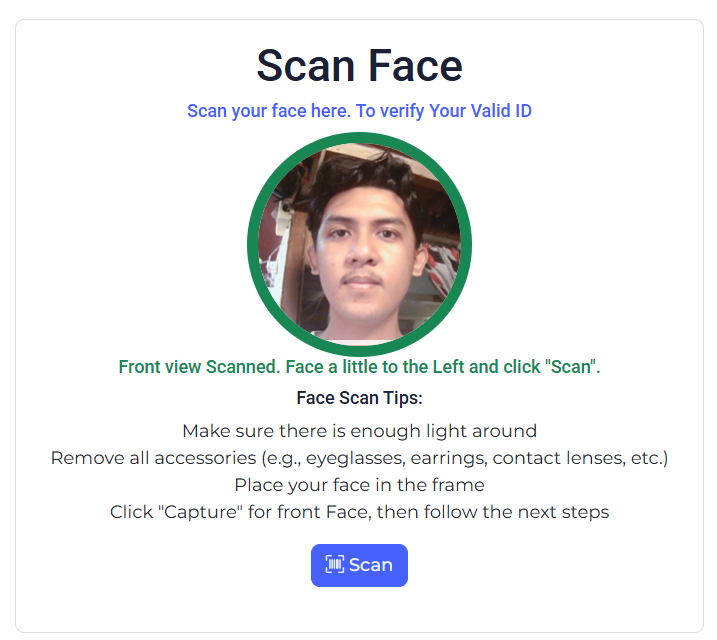 Scan Face
Scan your face here. To verify Your Valid ID
Front view Scanned. Face a little to the Left and click "Scan".
Face Scan Tips:
Make sure there is enough light around
Remove all accessories (e.g., eyeglasses, earrings, contact lenses, etc.)
Place your face in the frame
Click "Capture" for front Face, then follow the next steps
Scan